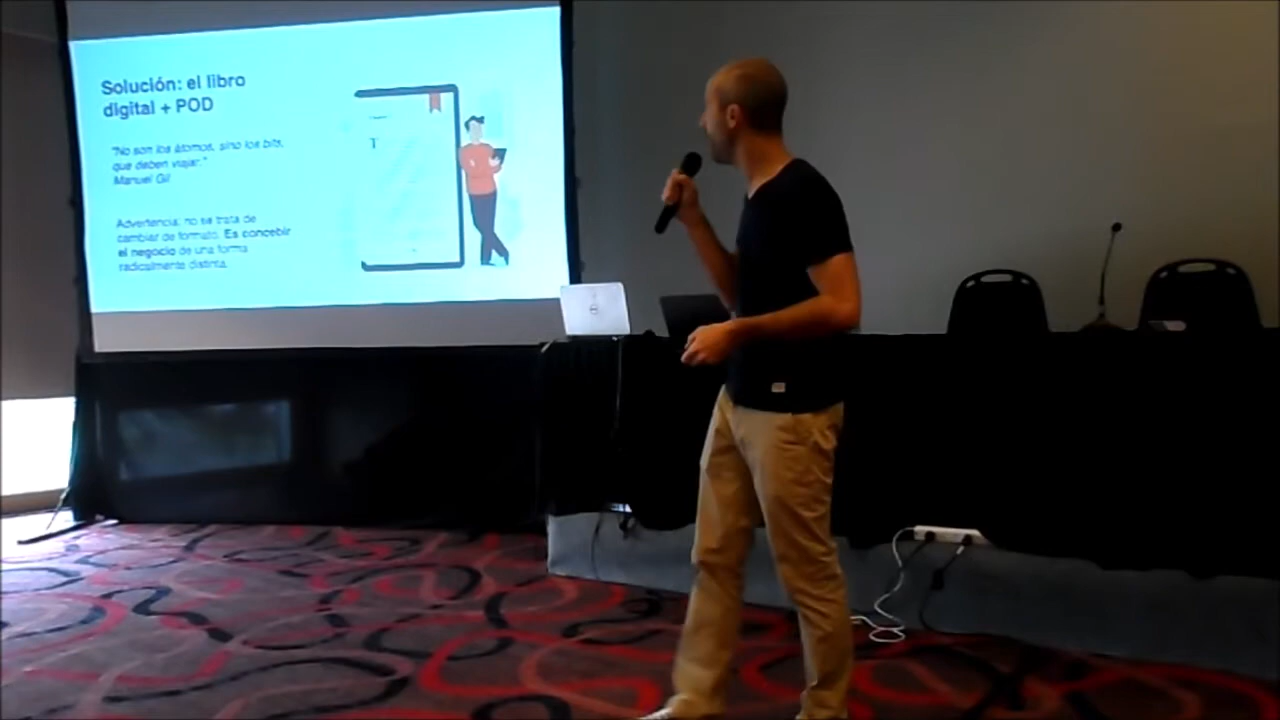 Solución: el libro
digital + POD
"No son los átomos, sino los bits,
que deben viajar."
Manuel Gil
Advertencia: no se trata de
cambiar de formato. Es concebir
el negocio de una forma
radicalmente distinta.
T